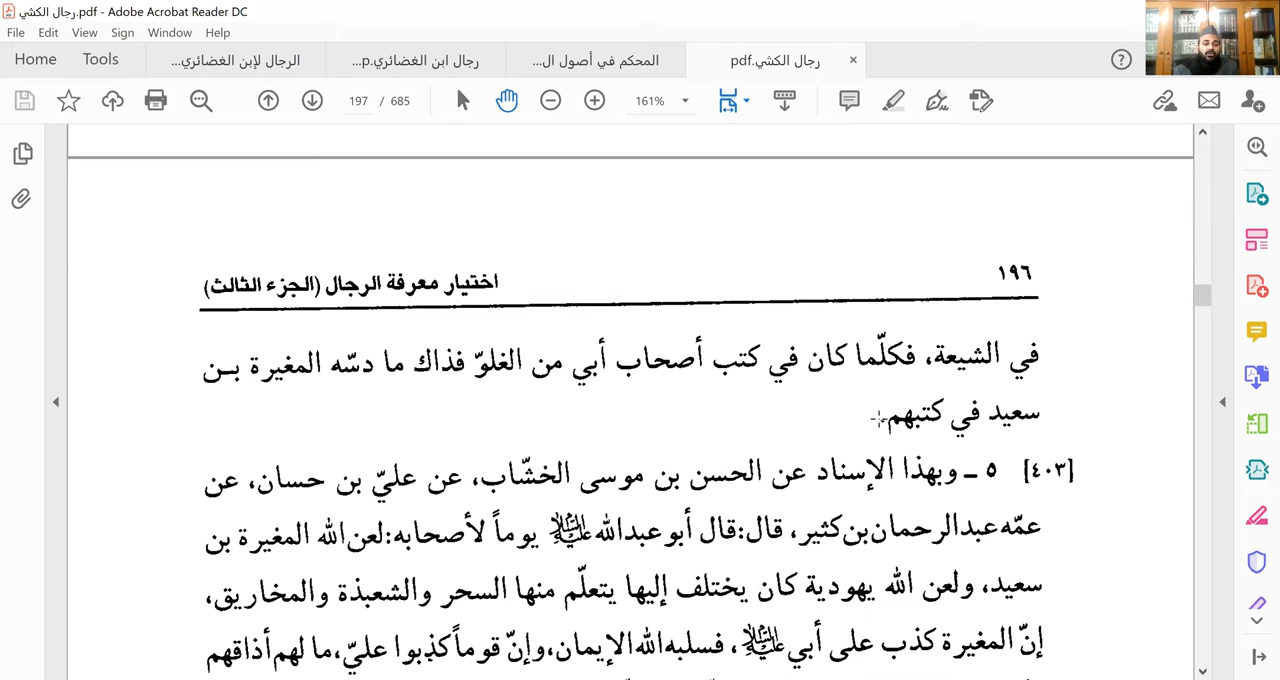 رجال الكشي.pdf - Adobe Acrobat Reader DC
File Edit View Sign Window Help
Home Tools الرجال لإبن الغضائري... رجال ابن الغضائري.p... المحكم في أصول ال... رجال الكشي.pdf ×
197 / 685 161%
١٩٦
اختيار معرفة الرجال (الجزء الثالث)
في الشيعة، فكلّما كان في كتب أصحاب أبي من الغلوّ فذاك ما دسّه المغيرة بـن
سعيد في كتبهم
[٤٠٣] ٥ ـ وبهذا الإسناد عن الحسن بن موسى الخشّاب، عن عليّ بن حسان، عن
عمّه عبدالرحمان بن كثير، قال: قال أبو عبدالله عليه السلام يوماً لأصحابه: لعن الله المغيرة بن
سعيد، ولعن الله يهودية كان يختلف إليها يتعلّم منها السحر والشعبذة والمخاريق،
إنّ المغيرة كذب على أبي عليه السلام، فسلبه الله الإيمان، وإنّ قوماً كذبوا عليّ، ما لهم أذاقهم